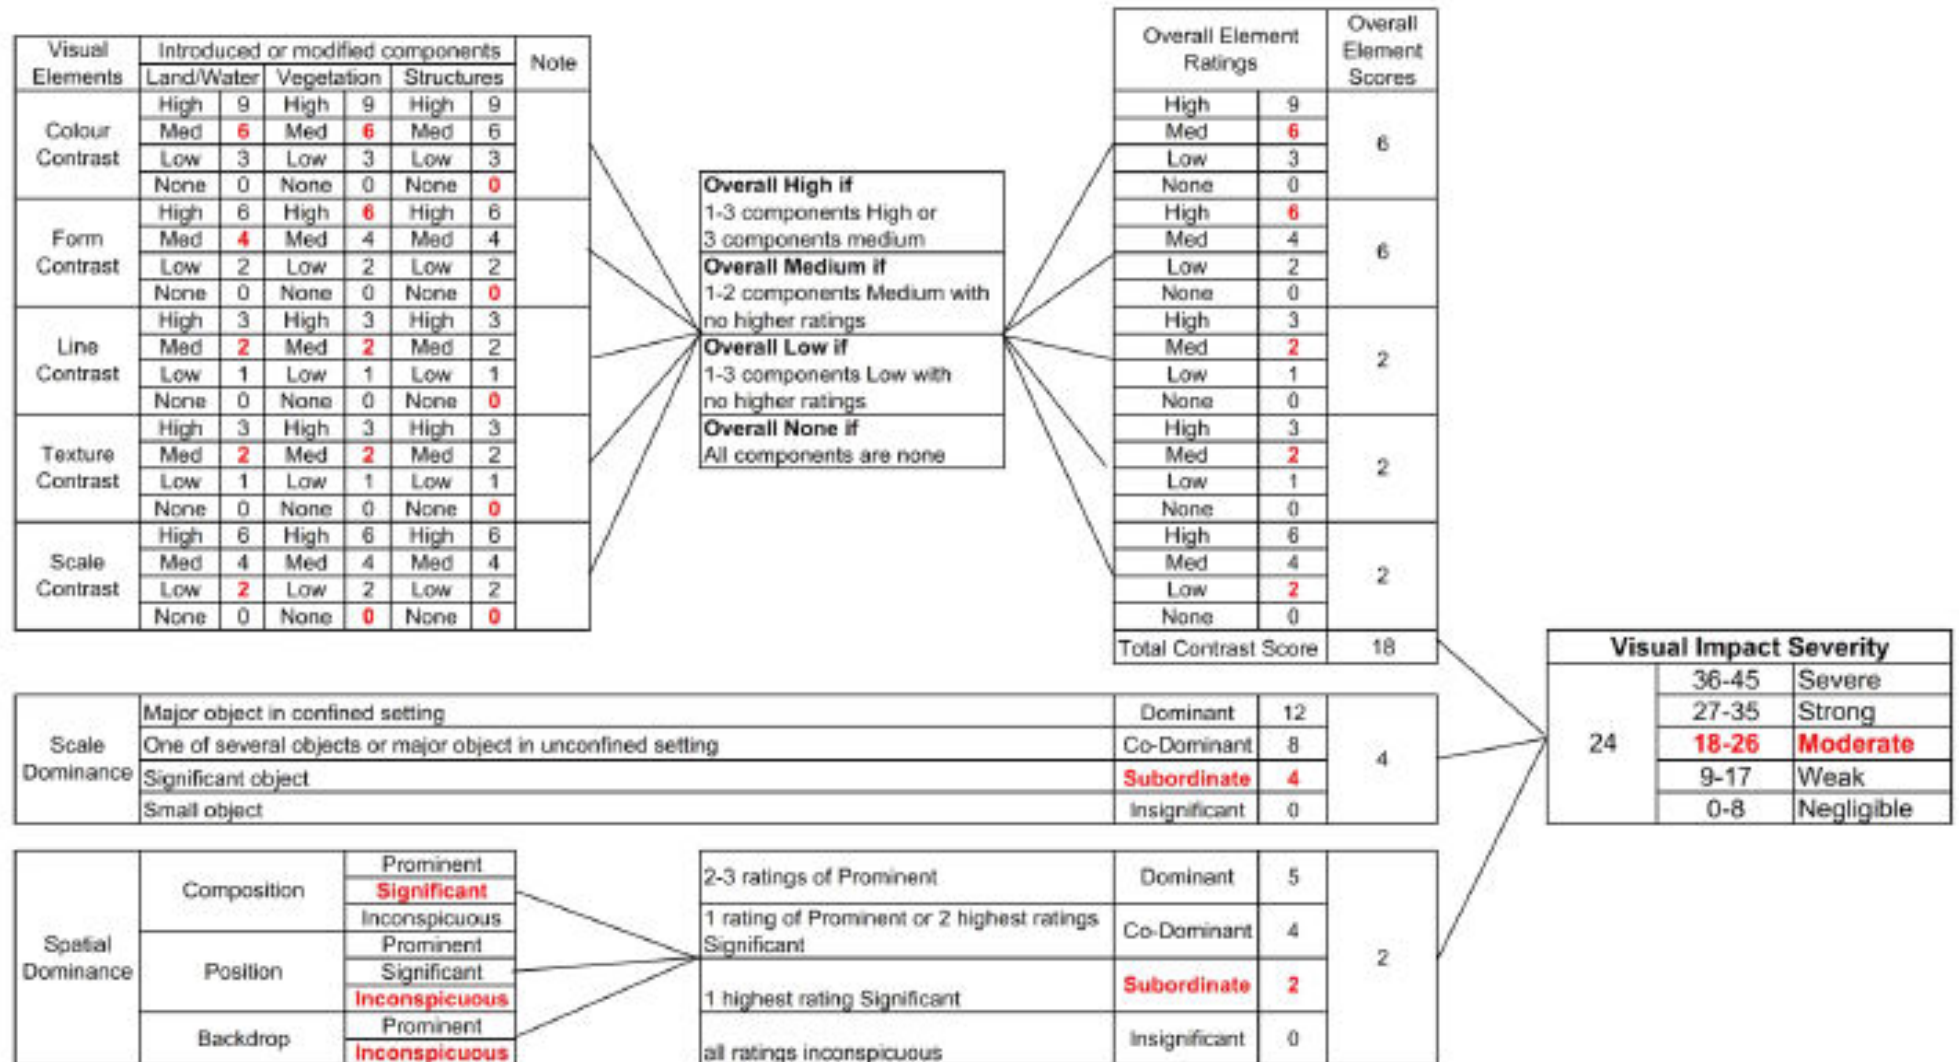 Visual Elements Introduced or modified components Note
Land/Water Vegetation Structures
Colour Contrast
High 9 High 9 High 9
Med 6 Med 6 Med 6
Low 3 Low 3 Low 3
None 0 None 0 None 0
Form Contrast
High 6 High 6 High 6
Med 4 Med 4 Med 4
Low 2 Low 2 Low 2
None 0 None 0 None 0
Line Contrast
High 3 High 3 High 3
Med 2 Med 2 Med 2
Low 1 Low 1 Low 1
None 0 None 0 None 0
Texture Contrast
High 3 High 3 High 3
Med 2 Med 2 Med 2
Low 1 Low 1 Low 1
None 0 None 0 None 0
Scale Contrast
High 6 High 6 High 6
Med 4 Med 4 Med 4
Low 2 Low 2 Low 2
None 0 None 0 None 0
Overall High if
1-3 components High or
3 components medium
Overall Medium if
1-2 components Medium with
no higher ratings
Overall Low if
1-3 components Low with
no higher ratings
Overall None if
All components are none
Overall Element Ratings
Overall Element Scores
High 9
Med 6
Low 3
None 0
6
High 6
Med 4
Low 2
None 0
6
High 3
Med 2
Low 1
None 0
2
High 3
Med 2
Low 1
None 0
2
High 6
Med 4
Low 2
None 0
2
Total Contrast Score 18
Visual Impact Severity
24
36-45 Severe
27-35 Strong
18-26 Moderate
9-17 Weak
0-8 Negligible
Scale Dominance
Major object in confined setting Dominant 12
One of several objects or major object in unconfined setting Co-Dominant 8
Significant object Subordinate 4
Small object Insignificant 0
4
Spatial Dominance
Composition
Prominent
Significant
Inconspicuous
Position
Prominent
Significant
Inconspicuous
Backdrop
Prominent
Inconspicuous
2-3 ratings of Prominent Dominant 5
1 rating of Prominent or 2 highest ratings
Significant Co-Dominant 4
1 highest rating Significant Subordinate 2
all ratings inconspicuous Insignificant 0
2